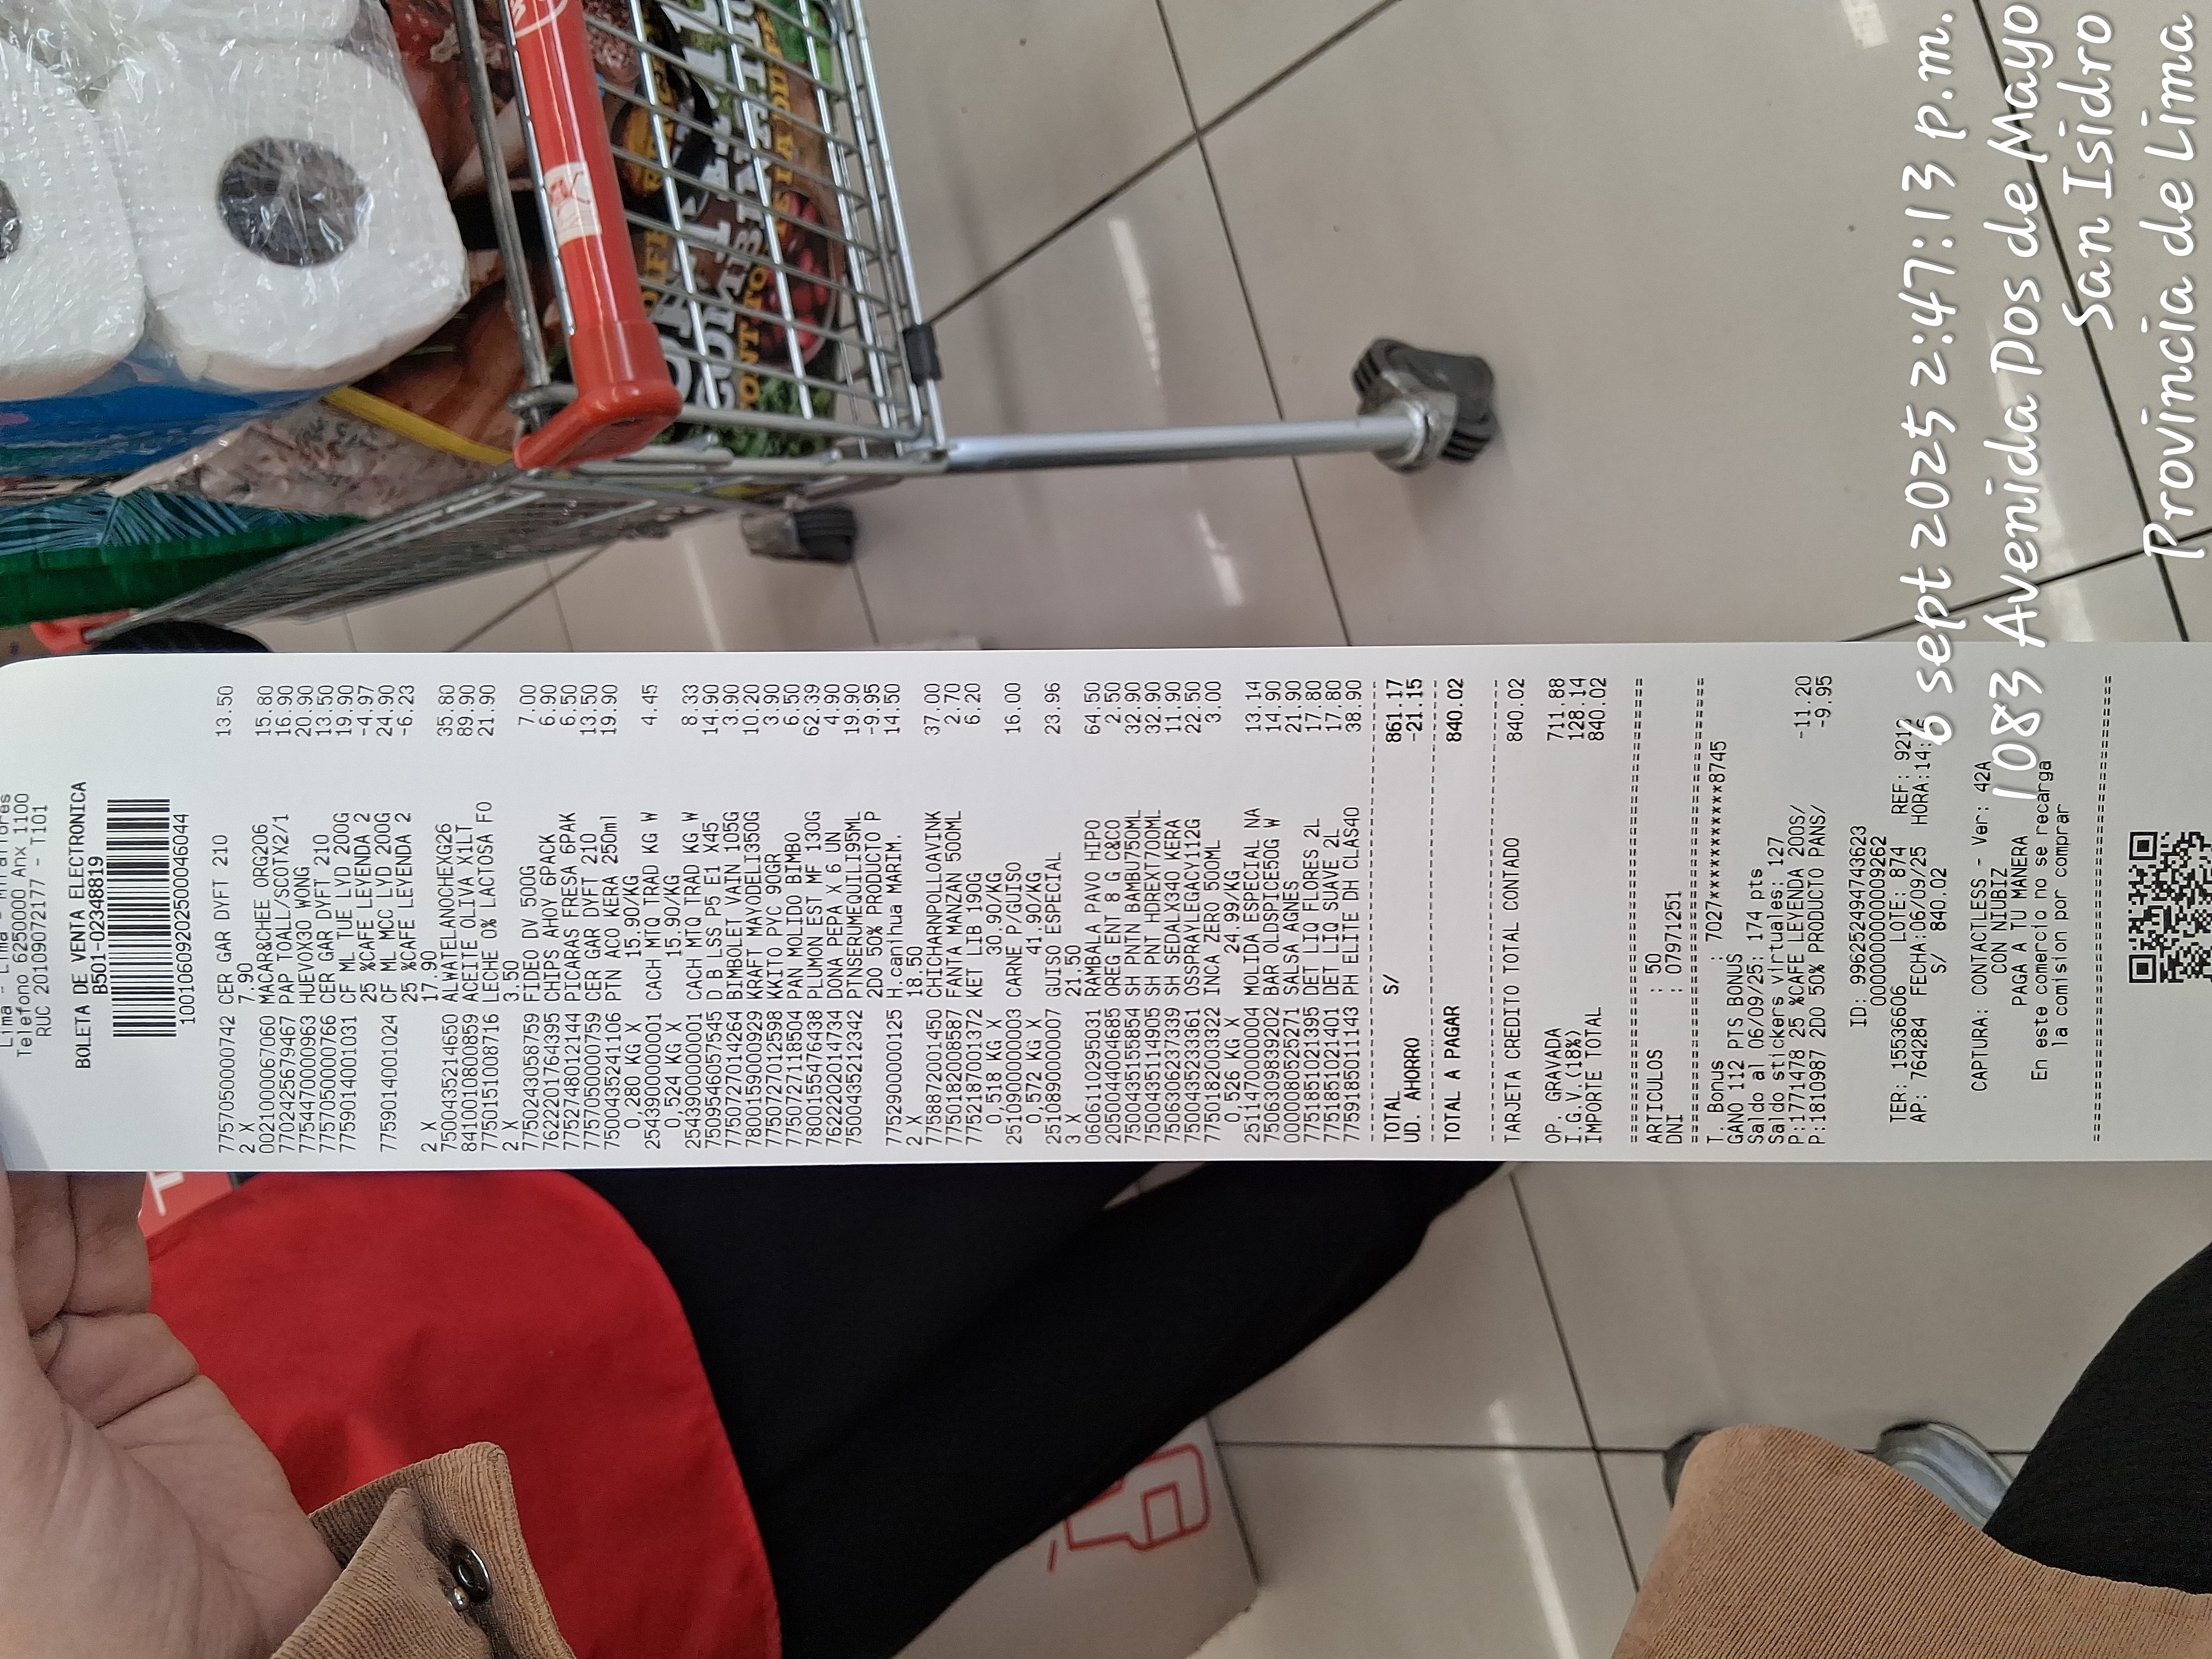 Lima - Lima - Miraflores
Telefono 6250000 Anx 1100
RUC 20109072177 - T101
BOLETA DE VENTA ELECTRONICA
B501-02348819
10010609202500046044
7757050000742 CER GAR DYFT 210 13.50
2 X 7.90
0021000067060 MACAR&CHEE ORG206 15.80
7702425679467 PAP TOALL/SCOTX2/1 16.90
7754470000963 HUEVOX30 WONG 20.90
7757050000766 CER GAR DYFT 210 13.50
7759014001031 CF ML TUE LYD 200G 19.90
25 %CAFE LEYENDA 2 -4.97
7759014001024 CF ML MCC LYD 200G 24.90
25 %CAFE LEYENDA 2 -6.23
2 X 17.90
7500435214650 ALWATELANOCHEXG26 35.80
8410010800859 ACEITE OLIVA X1LT 89.90
7750151008716 LECHE 0% LACTOSA FO 21.90
2 X 3.50
7750243058759 FIDEO DV 500G 7.00
7622201764395 CHIPS AHOY 6PACK 6.90
7752748012144 PICARAS FRESA 6PAK 6.50
7757050000759 CER GAR DYFT 210 13.50
7500435241106 PTN ACO KERA 250ml 19.90
0,280 KG X 15.90/KG
2543900000001 CACH MTQ TRAD KG W 4.45
0,524 KG X 15.90/KG
2543900000001 CACH MTQ TRAD KG W 8.33
7509546057545 D B LSS P5 E1 X45 14.90
7750727014264 BIMBOLET VAIN 105G 3.90
7800159000929 KRAFT MAYODELI350G 10.20
7750727012598 KKITO PYC 90GR 3.90
7750727118504 PAN MOLIDO BIMBO 6.50
7800155476438 PLUMON EST MF 130G 62.39
7622202014734 DONA PEPA X 6 UN 4.90
7500435212342 PTNSERUMEQUILI95ML 19.90
2DO 50% PRODUCTO P -9.95
7752900000125 H.canihua MARIM. 14.50
2 X 18.50
7758872001450 CHICHARNPOLLOAVINK 37.00
7750182008587 FANTA MANZAN 500ML 2.70
7752187001372 KET LIB 190G 6.20
0,518 KG X 30.90/KG
2510900000003 CARNE P/GUISO 16.00
0,572 KG X 41.90/KG
2510890000007 GUISO ESPECIAL 23.96
3 X 21.50
0606110295031 RAMBALA PAVO HIPO 64.50
2050044004685 OREG ENT 8 G C&CO 2.50
7500435155854 SH PNTN BAMBU750ML 32.90
7500435114905 SH PNT HDREXT700ML 32.90
7506306237339 SH SEDALX340 KERA 11.90
7500435233361 OSSPRAYLEGACY112G 22.50
7750182003322 INCA ZERO 500ML 3.00
0,526 KG X 24.99/KG
2511470000004 MOLIDA ESPECIAL NA 13.14
7506309839202 BAR OLDSPICE50G W 14.90
0000080525271 SALSA AGNES 21.90
7751851021395 DET LIQ FLORES 2L 17.80
7751851021401 DET LIQ SUAVE 2L 17.80
7759185011143 PH ELITE DH CLAS40 38.90
TOTAL S/ 861.17
UD. AHORRO -21.15
TOTAL A PAGAR 840.02
TARJETA CREDITO TOTAL CONTADO 840.02
OP. GRAVADA 711.88
I.G.V.(18%) 128.14
IMPORTE TOTAL 840.02
ARTICULOS : 50
DNI : 07971251
T. Bonus : 7027***********8745
GANO 112 PTS BONUS
Saldo al 06/09/25: 174 pts
Saldo stickers virtuales: 127
P:1771478 25 %CAFE LEYENDA 200S/ -11.20
P:1810987 2DO 50% PRODUCTO PANS/ -9.95
ID: 996252494743623
0000000000009262
TER: 15536606 LOTE: 874 REF:
AP: 764284 FECHA:06/09/25 HORA:14:
S/ 840.02
CAPTURA: CONTACTLESS - Ver: 42A
CON NIUBIZ
PAGA A TU MANERA
En este comercio no se recarga
la comision por comprar
6 sept 2025 2:47:13 p.m.
1083 Avenida Dos de Mayo
San Isidro
Provincia de Lima